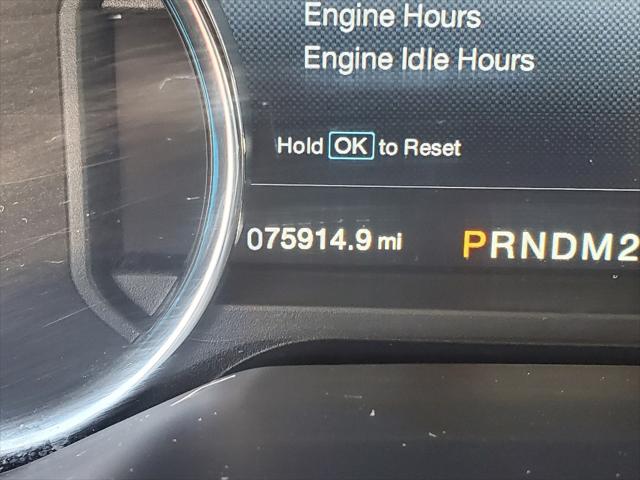 Engine Hours
Engine Idle Hours
Hold OK to Reset
075914.9 mi PRNDM2